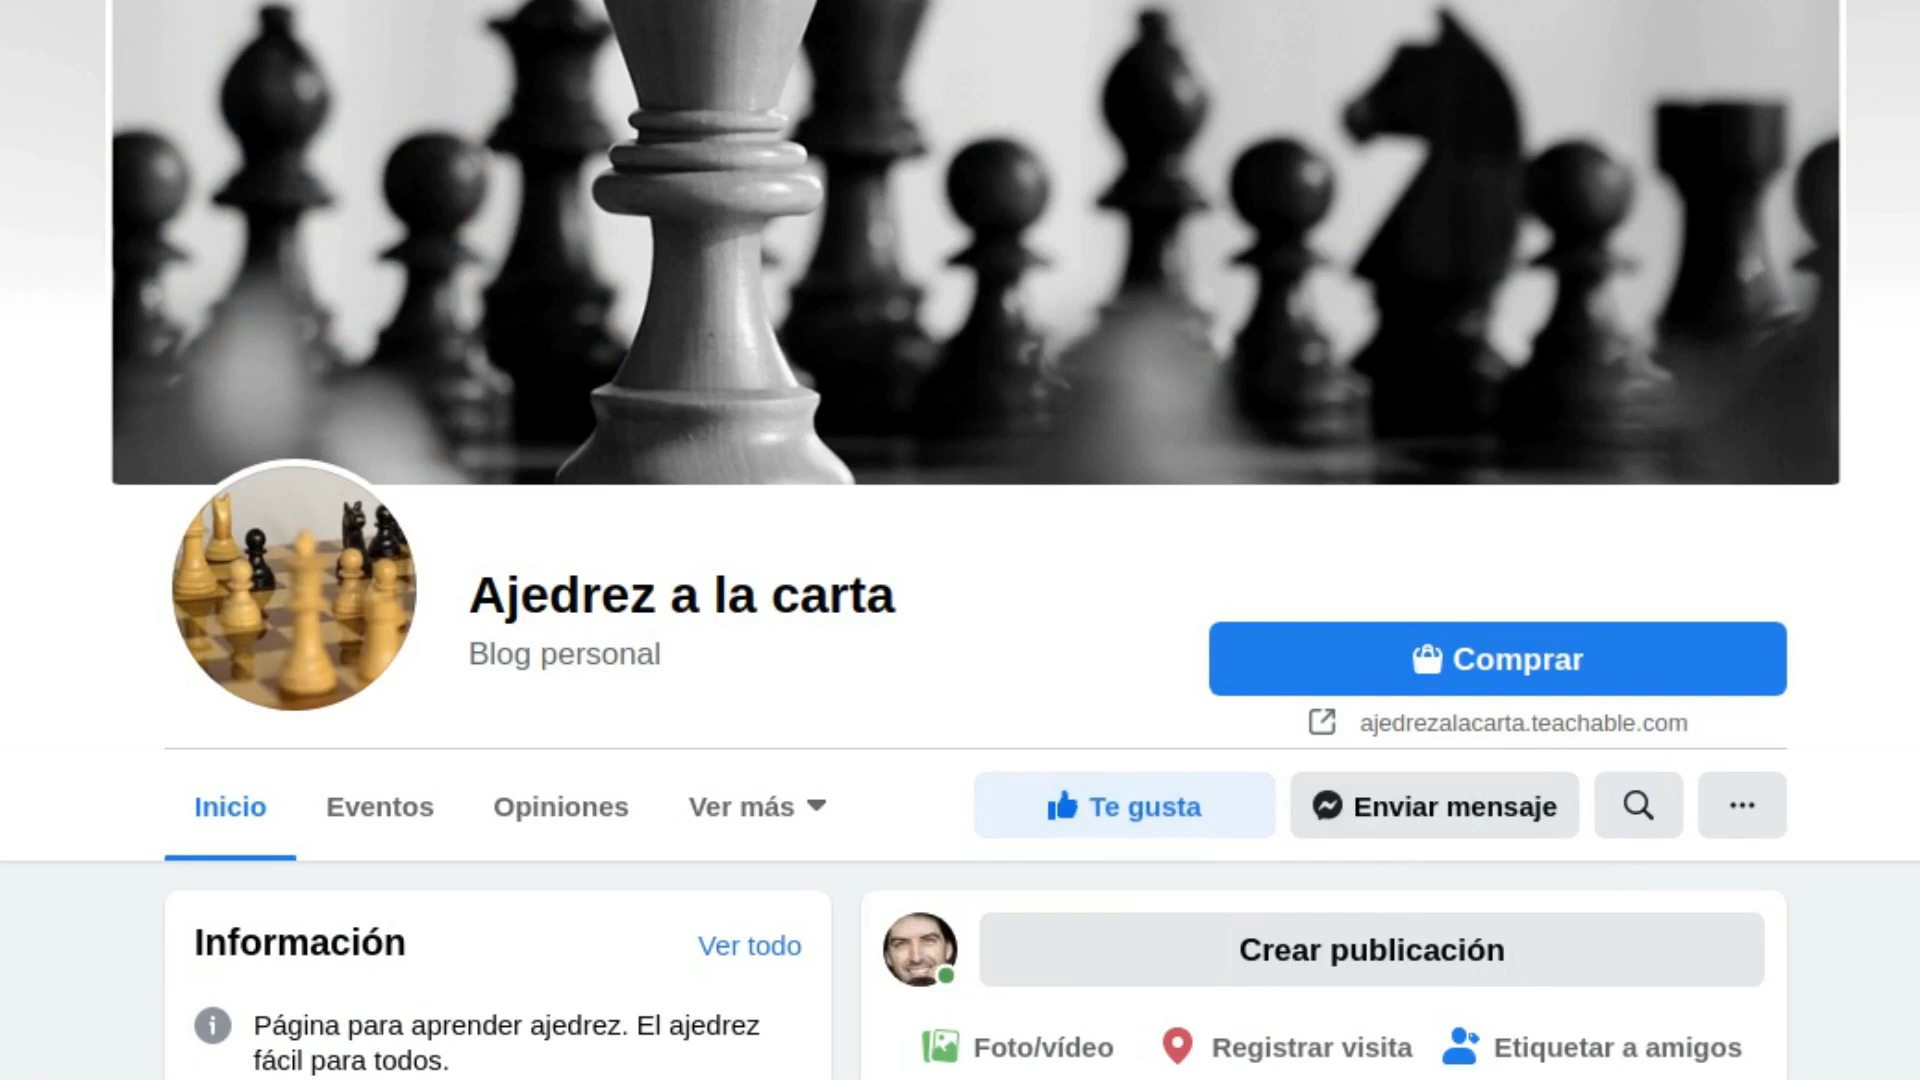 Ajedrez a la carta
Blog personal
Comprar
ajedrezalacarta.teachable.com
Inicio
Eventos
Opiniones
Ver más
Te gusta
Enviar mensaje
Información
Ver todo
Página para aprender ajedrez. El ajedrez
fácil para todos.
Crear publicación
Foto/vídeo
Registrar visita
Etiquetar a amigos